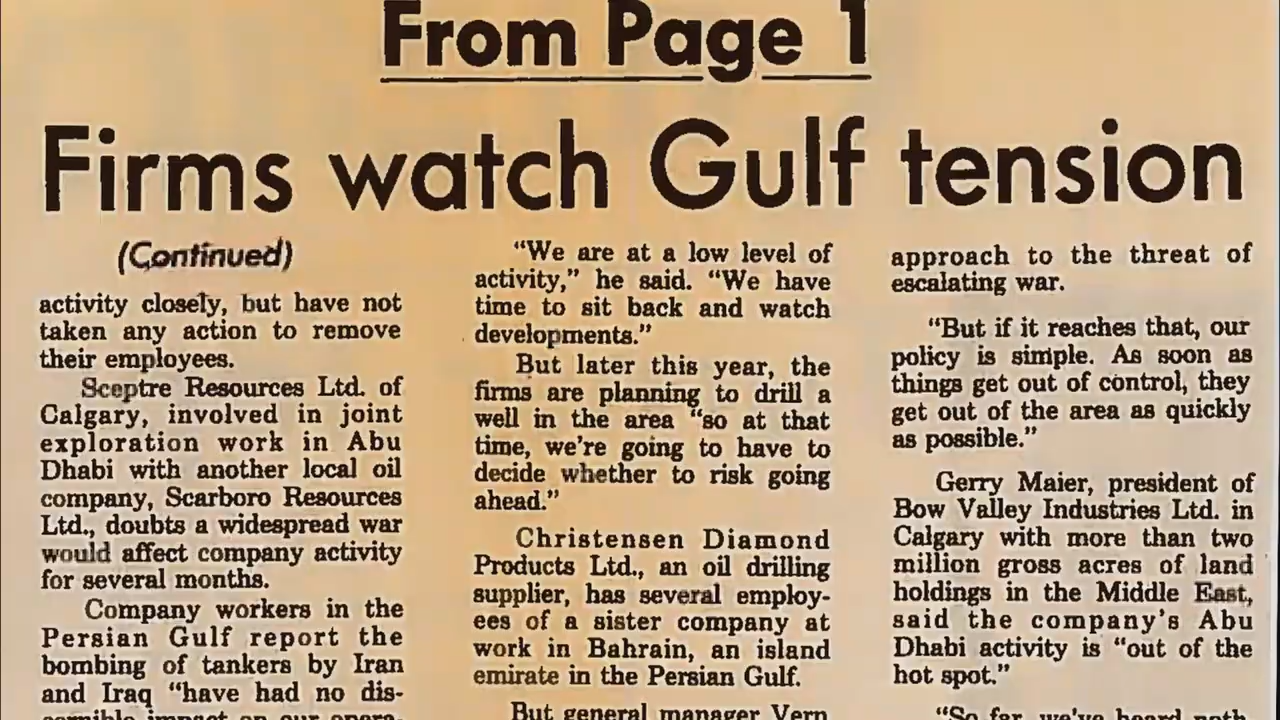 From Page 1
Firms watch Gulf tension
(Continued)
activity closely, but have not
taken any action to remove
their employees.
Sceptre Resources Ltd. of
Calgary, involved in joint
exploration work in Abu
Dhabi with another local oil
company, Scarboro Resources
Ltd., doubts a widespread war
would affect company activity
for several months.
Company workers in the
Persian Gulf report the
bombing of tankers by Iran
and Iraq “have had no dis-
“We are at a low level of
activity,” he said. “We have
time to sit back and watch
developments.”
But later this year, the
firms are planning to drill a
well in the area “so at that
time, we’re going to have to
decide whether to risk going
ahead.”
Christensen Diamond
Products Ltd., an oil drilling
supplier, has several employ-
ees of a sister company at
work in Bahrain, an island
emirate in the Persian Gulf.
But general manager Vern
approach to the threat of
escalating war.
“But if it reaches that, our
policy is simple. As soon as
things get out of control, they
get out of the area as quickly
as possible.”
Gerry Maier, president of
Bow Valley Industries Ltd. in
Calgary with more than two
million gross acres of land
holdings in the Middle East,
said the company’s Abu
Dhabi activity is “out of the
hot spot.”
“So far, we’ve heard